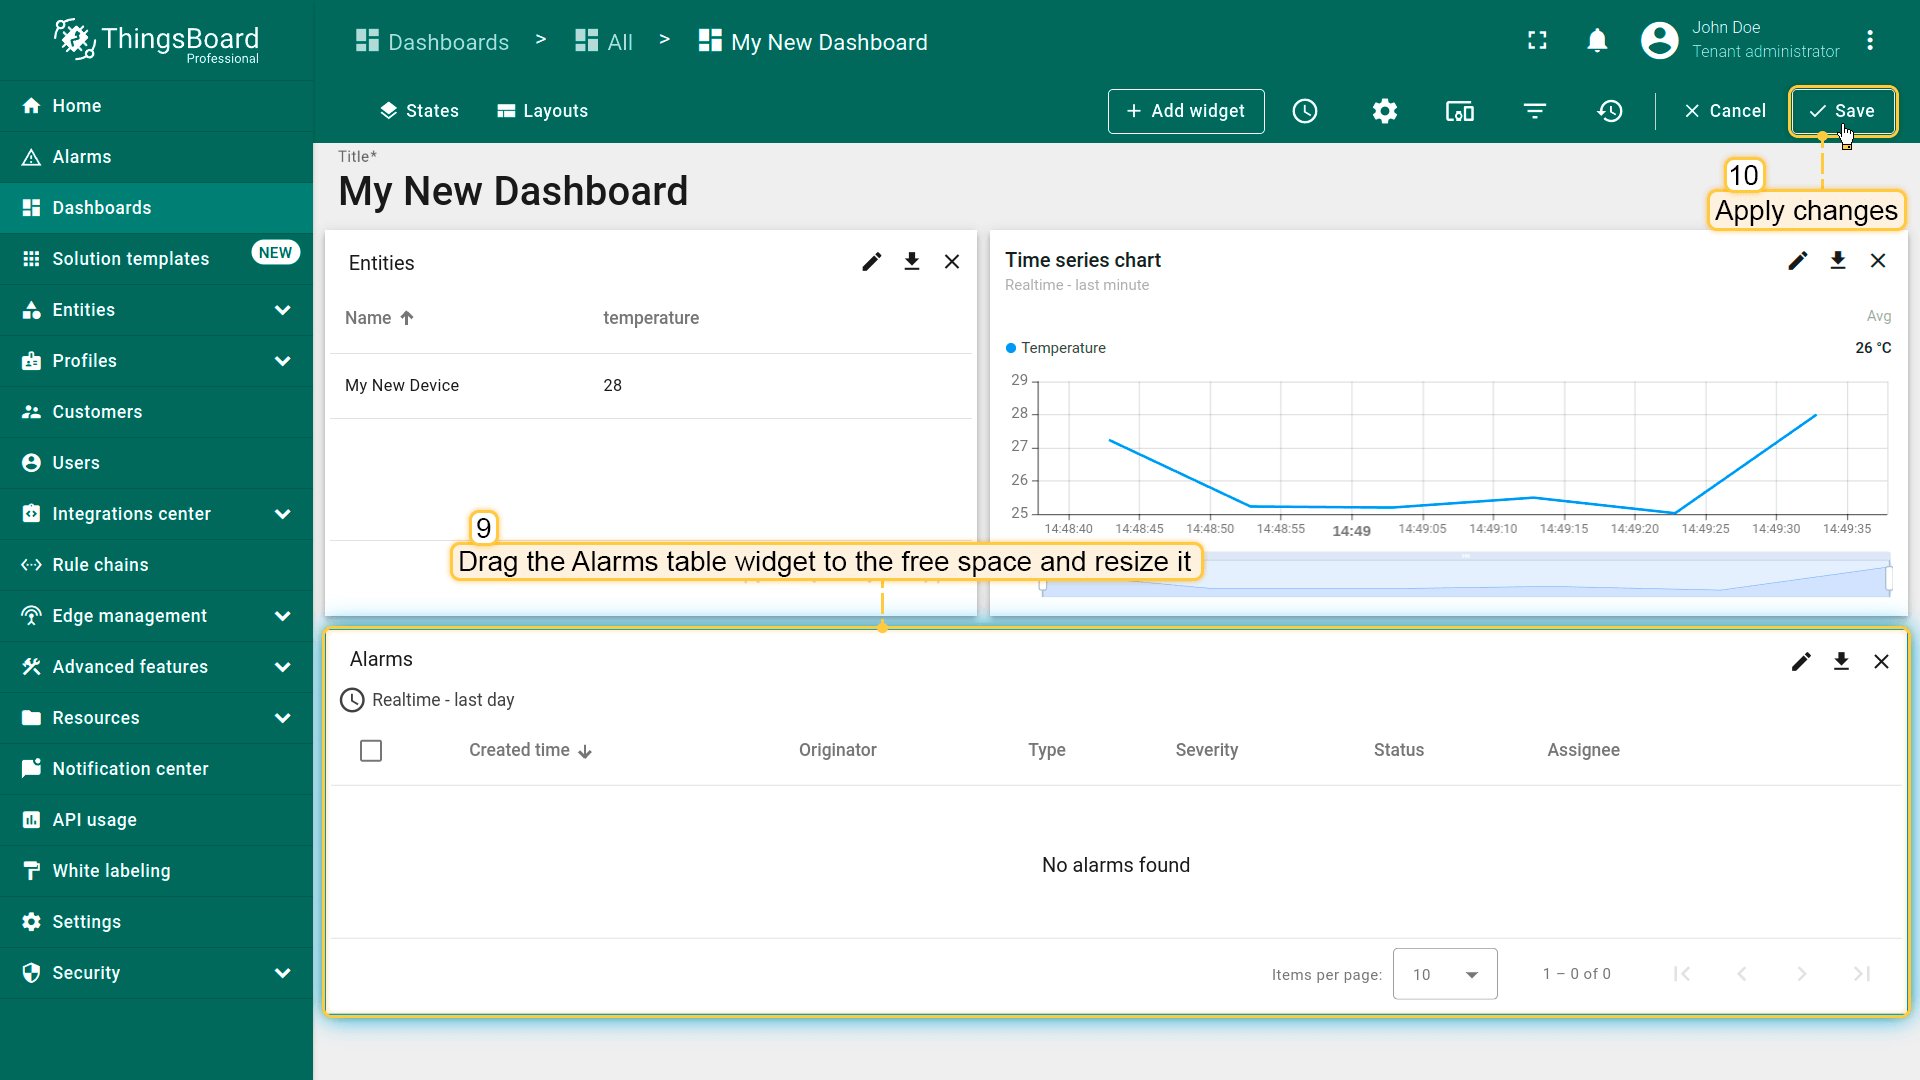 ThingsBoard
Professional
Dashboards > All > My New Dashboard
John Doe
Tenant administrator
States Layouts
+ Add widget
Cancel Save
Home
Alarms
Dashboards
Solution templates NEW
Entities
Profiles
Customers
Users
Integrations center
Rule chains
Edge management
Advanced features
Resources
Notification center
API usage
White labeling
Settings
Security
Title*
My New Dashboard
10
Apply changes
Entities
Name temperature
My New Device 28
Time series chart
Realtime - last minute
Avg
Temperature 26 °C
29
28
27
26
25
14:48:40 14:48:45 14:48:50 14:48:55 14:49 14:49:05 14:49:10 14:49:15 14:49:20 14:49:25 14:49:30 14:49:35
9
Drag the Alarms table widget to the free space and resize it
Alarms
Realtime - last day
Created time Originator Type Severity Status Assignee
No alarms found
Items per page: 10 1 – 0 of 0